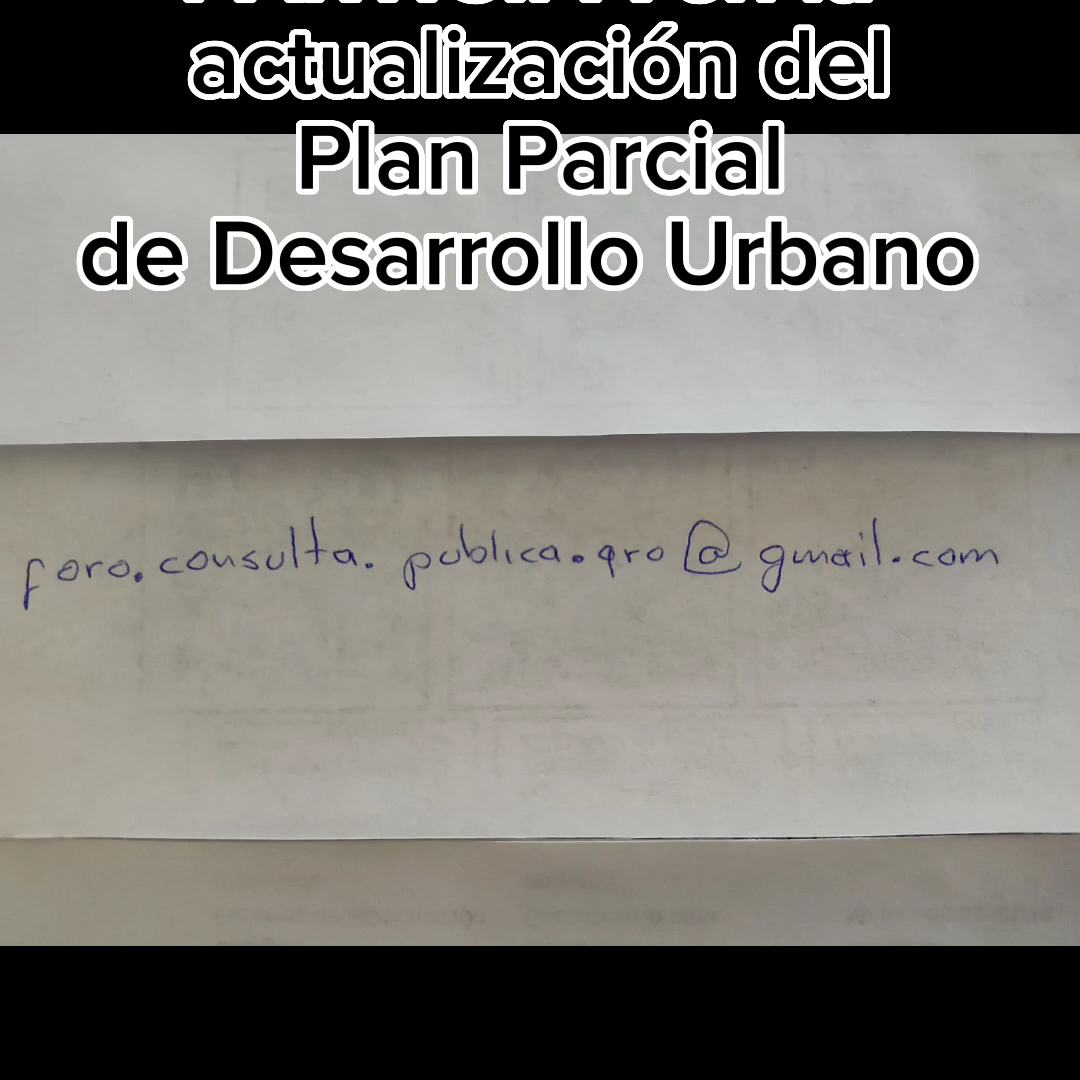 actualización del
Plan Parcial
de Desarrollo Urbano
foro.consulta.publica.qro@gmail.com